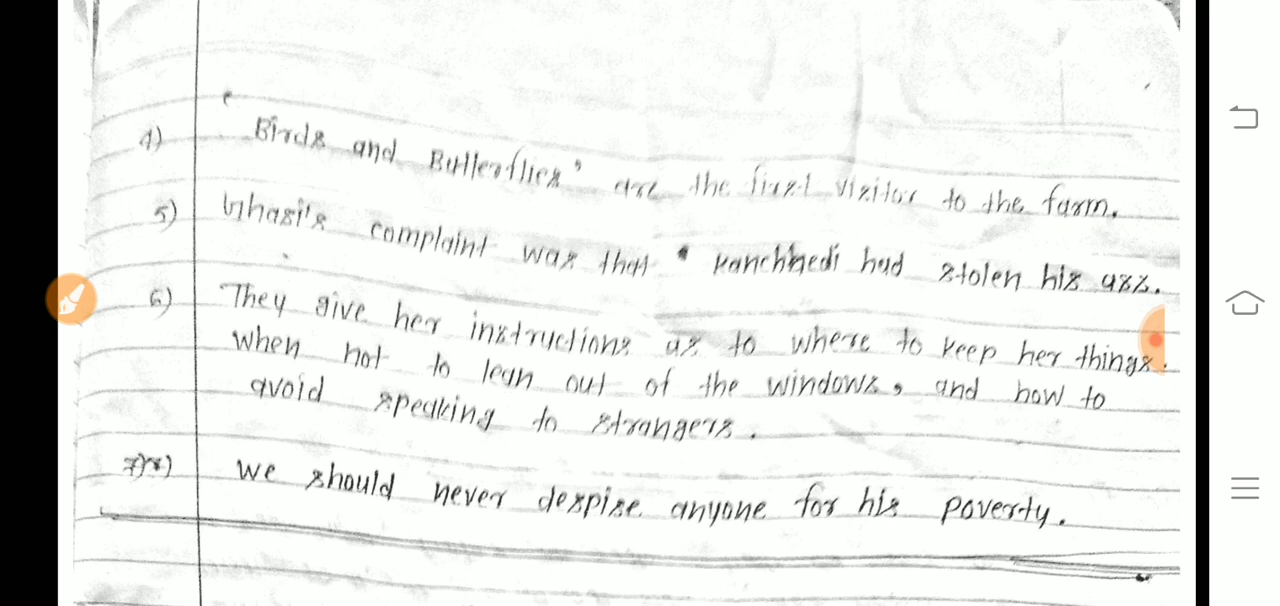 4) 'Birds and Butterflies' are the first visitor to the farm.
5) Ghasi's complaint was that Kanchhedi had stolen his ass.
6) They give her instructions as to where to keep her things.
when not to lean out of the windows, and how to
avoid speaking to strangers.
7) We should never despise anyone for his poverty.